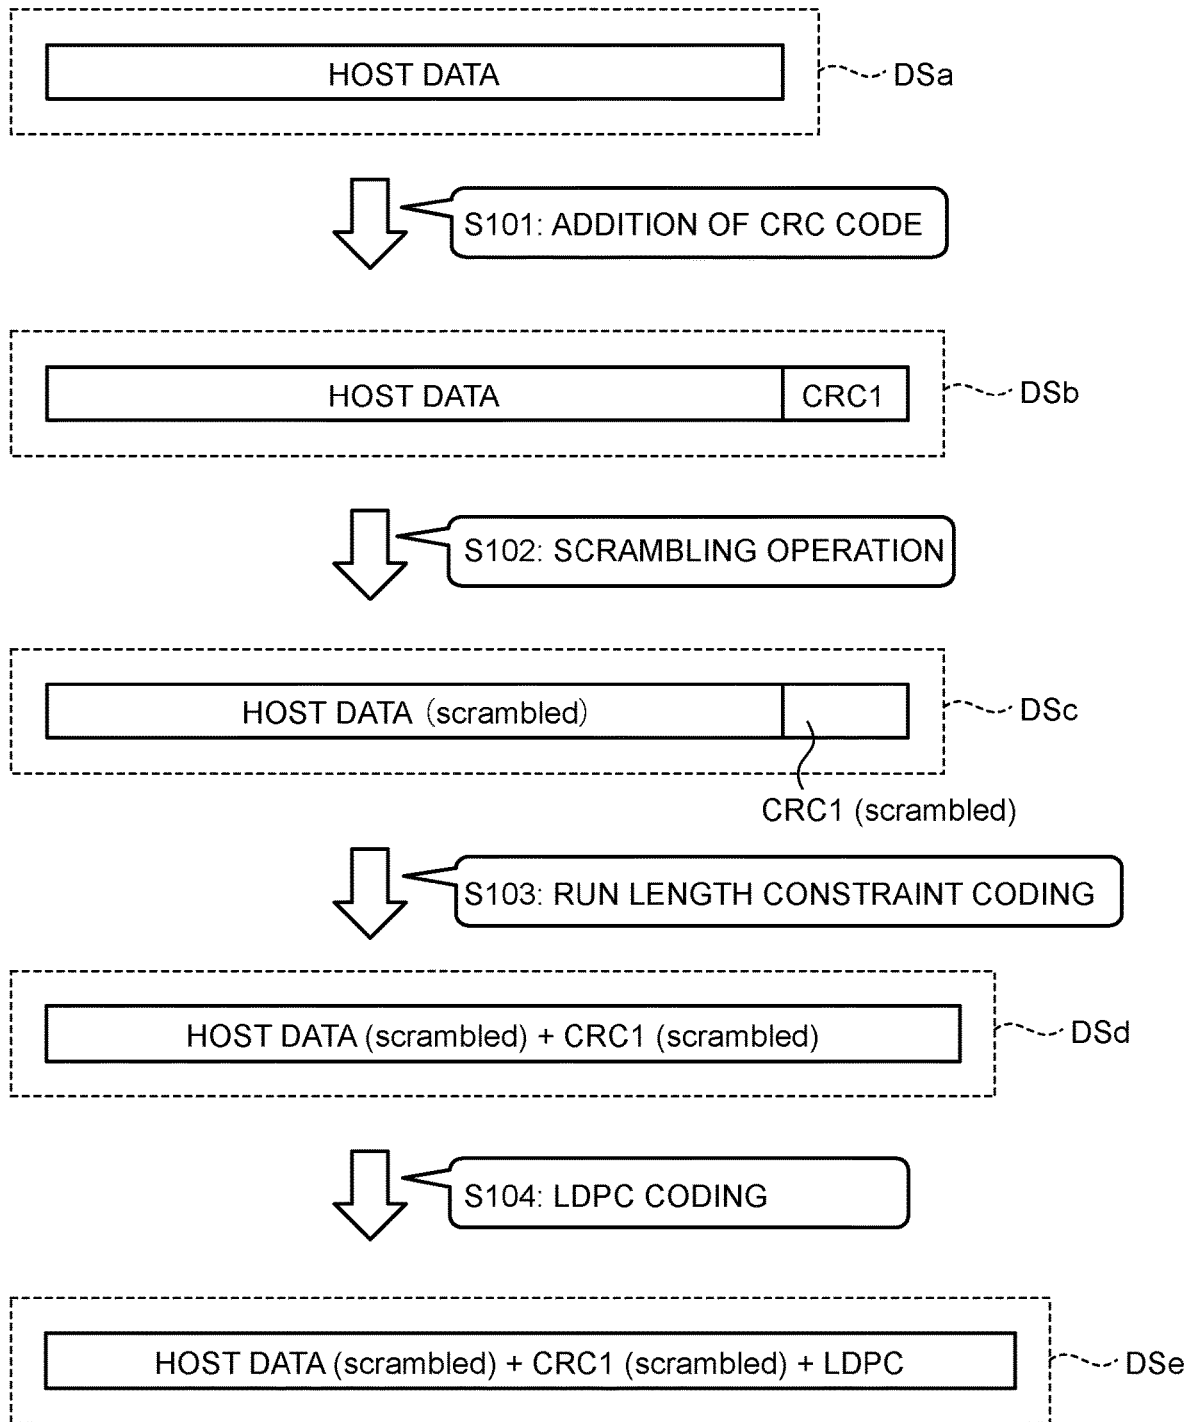 HOST DATA
DSa
S101: ADDITION OF CRC CODE
HOST DATA
CRC1
DSb
S102: SCRAMBLING OPERATION
HOST DATA (scrambled)
DSc
CRC1 (scrambled)
S103: RUN LENGTH CONSTRAINT CODING
HOST DATA (scrambled) + CRC1 (scrambled)
DSd
S104: LDPC CODING
HOST DATA (scrambled) + CRC1 (scrambled) + LDPC
DSe